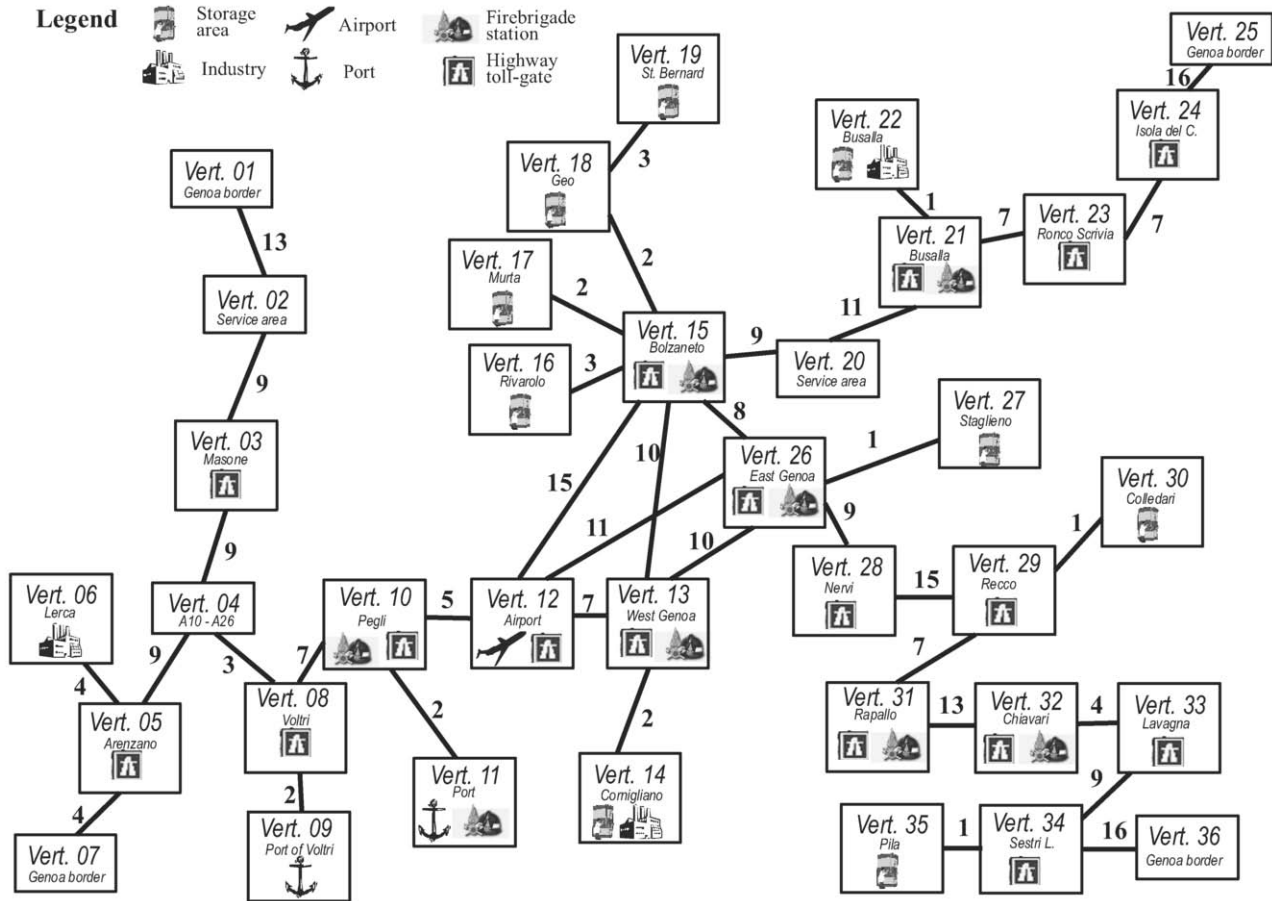 Legend
Storage
area
Airport
Firebrigade
station
Industry
Port
Highway
toll-gate
Vert. 01
Genoa border
13
Vert. 02
Service area
9
Vert. 03
Masone
9
Vert. 04
A10 - A26
9
3
Vert. 06
Lerca
4
Vert. 05
Arenzano
4
Vert. 07
Genoa border
Vert. 08
Voltri
2
Vert. 09
Port of Voltri
7
Vert. 10
Pegli
2
Vert. 11
Port
5
Vert. 12
Airport
7
Vert. 13
West Genoa
2
Vert. 14
Cornigliano
15
11
10
10
Vert. 15
Bolzaneto
3
Vert. 16
Rivarolo
2
Vert. 17
Murta
2
Vert. 18
Geo
3
Vert. 19
St. Bernard
9
Vert. 20
Service area
11
Vert. 21
Busalla
1
Vert. 22
Busalla
7
Vert. 23
Ronco Scrivia
7
Vert. 24
Isola del C.
16
Vert. 25
Genoa border
8
Vert. 26
East Genoa
1
Vert. 27
Staglieno
9
Vert. 28
Nervi
15
Vert. 29
Recco
1
Vert. 30
Colledari
7
Vert. 31
Rapallo
13
Vert. 32
Chiavari
4
Vert. 33
Lavagna
9
Vert. 34
Sestri L.
1
Vert. 35
Pila
16
Vert. 36
Genoa border